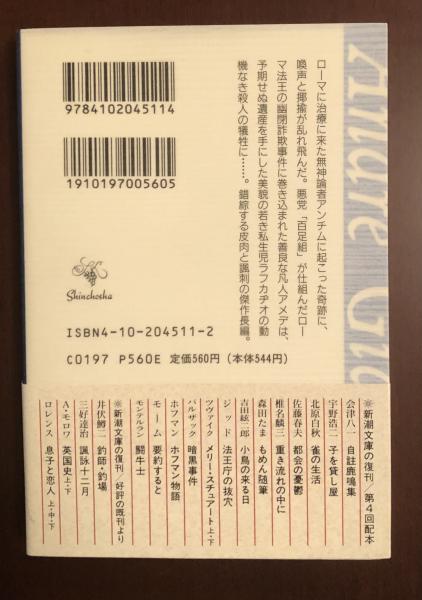 9784102045114
1910197005605
Shinchosha
ISBN4-10-204511-2
C0197 P560E 定価560円（本体544円）
ローマに治療に来た無神論者アンチムに起こった奇跡に、
喚声と揶揄が乱れ飛んだ。悪党「百足組」が仕組んだロー
マ法王の幽閉詐欺事件に巻き込まれた善良な凡人アメデは、
予期せぬ遺産を手にした美貌の若き私生児ラフカヂオの動
機なき殺人の犠牲に……。錯綜する皮肉と諷刺の傑作長編。
Andre Gid
※新潮文庫の復刊／第4回配本
会津八一 自註鹿鳴集
宇野浩二 子を貸し屋
北原白秋 雀の生活
佐藤春夫 都会の憂鬱
椎名麟三 重き流れの中に
森田たま もめん随筆
吉田絃二郎 小鳥の来る日
ジッド 法王庁の抜穴
ツヴァイク メリー・スチュアート 上・下
バルザック 暗黒事件
ホフマン ホフマン物語
モーム 要約すると
モンテルラン 闘牛士
※新潮文庫の復刊 好評の既刊より
井伏鱒二 釣師・釣場
三好達治 諷詠十二月
A・モロワ 英国史 上・下
ロレンス 息子と恋人 上・中・下